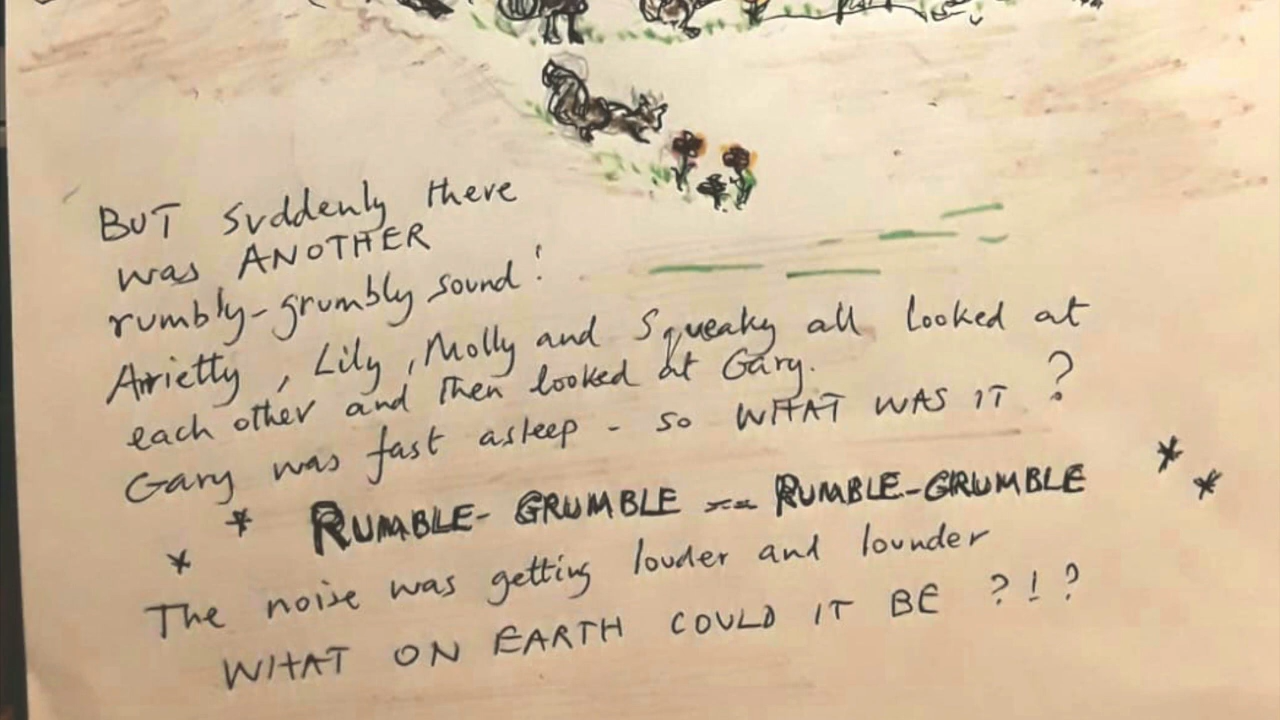 BUT suddenly there
was ANOTHER
rumbly-grumbly sound!
Arrietty, Lily, Molly and Squeaky all looked at
each other and then looked at Gary.
Gary was fast asleep - so WHAT WAS IT?
* RUMBLE-GRUMBLE -- RUMBLE-GRUMBLE * *
* The noise was getting louder and lounder
WHAT ON EARTH COULD IT BE ?!?